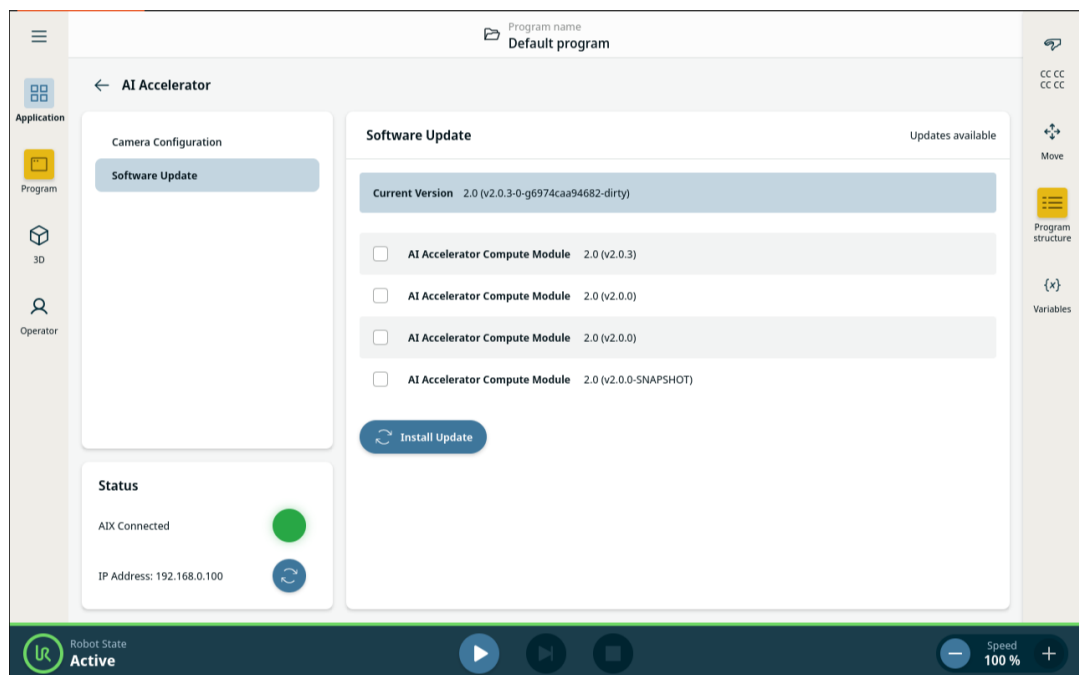 Program name
Default program
Application
Program
3D
Operator
AI Accelerator
Camera Configuration
Software Update
Status
AIX Connected
IP Address: 192.168.0.100
Software Update
Updates available
Current Version 2.0 (v2.0.3-0-g6974caa94682-dirty)
AI Accelerator Compute Module 2.0 (v2.0.3)
AI Accelerator Compute Module 2.0 (v2.0.0)
AI Accelerator Compute Module 2.0 (v2.0.0)
AI Accelerator Compute Module 2.0 (v2.0.0-SNAPSHOT)
Install Update
CC CC
CC CC
Move
Program
structure
{x}
Variables
UR
Robot State
Active
Speed
100 %